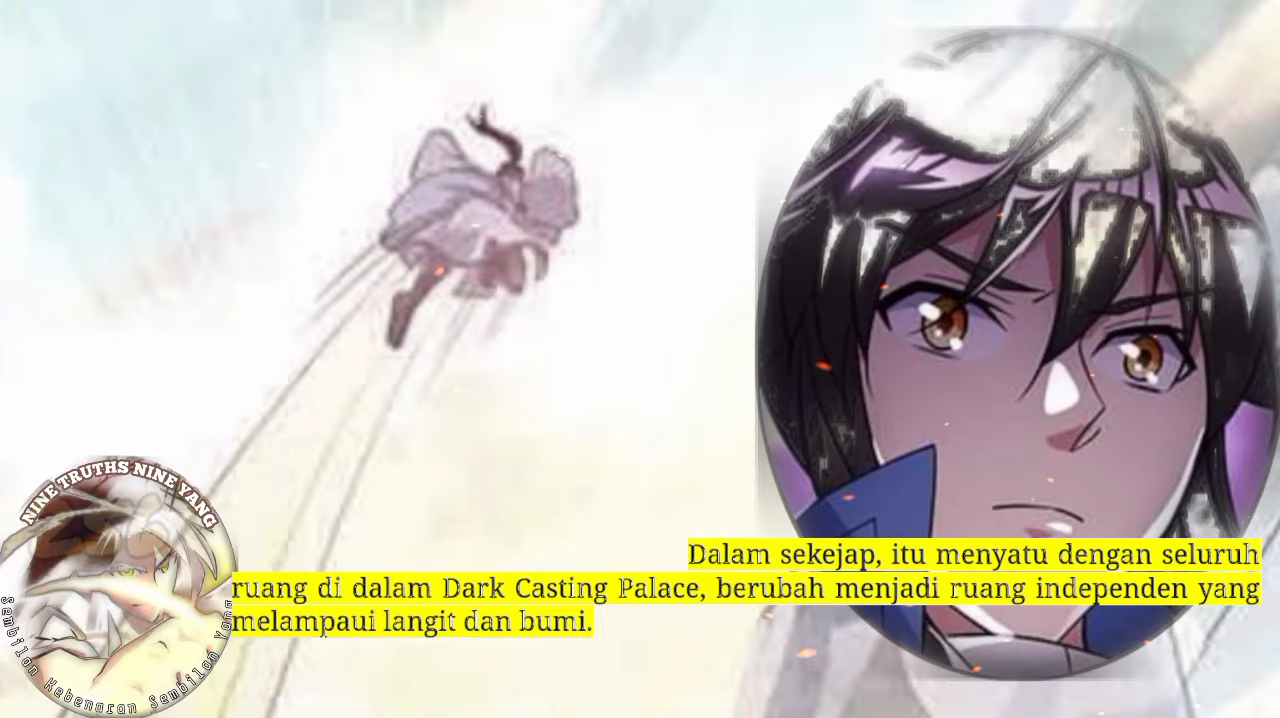 NINE TRUTHS NINE YANG
Sembilan Kebenaran Sembilan Yang
Dalam sekejap, itu menyatu dengan seluruh
ruang di dalam Dark Casting Palace, berubah menjadi ruang independen yang
melampaui langit dan bumi.